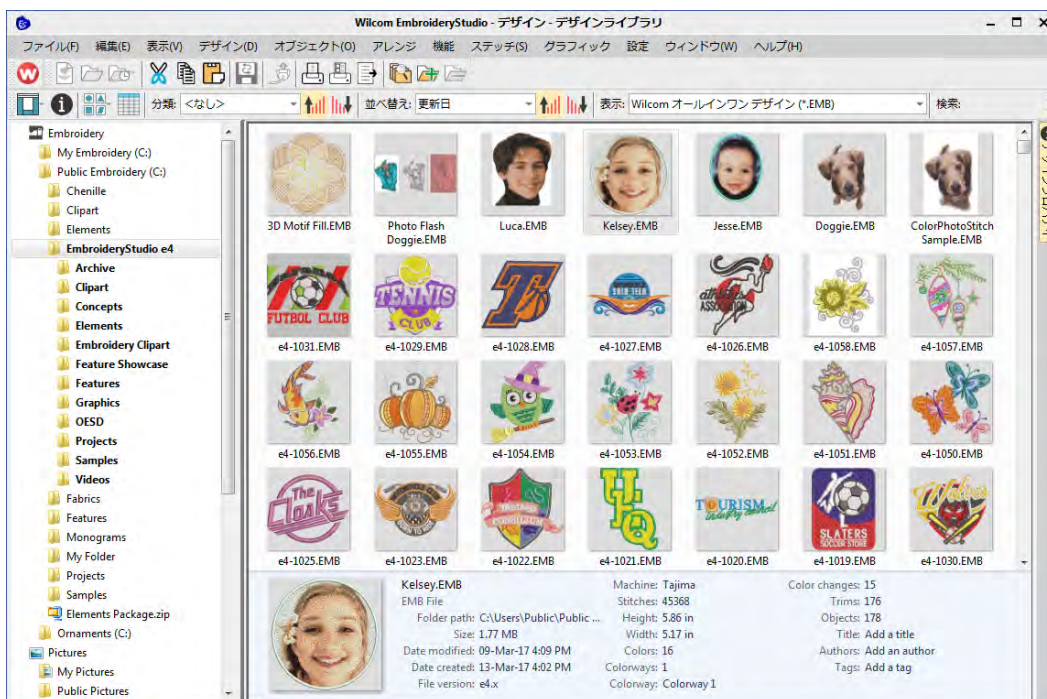 Wilcom EmbroideryStudio - デザイン - デザインライブラリ
ファイル(F) 編集(E) 表示(V) デザイン(D) オブジェクト(O) アレンジ 機能 ステッチ(S) グラフィック 設定 ウィンドウ(W) ヘルプ(H)
分類: <なし> 並べ替え: 更新日 表示: Wilcom オールインワン デザイン (*.EMB) 検索:
Embroidery
My Embroidery (C:)
Public Embroidery (C:)
Chenille
Clipart
Elements
EmbroideryStudio e4
Archive
Clipart
Concepts
Elements
Embroidery Clipart
Feature Showcase
Features
Graphics
OESD
Projects
Samples
Videos
Fabrics
Features
Monograms
My Folder
Projects
Samples
Elements Package.zip
Ornaments (C:)
Pictures
My Pictures
Public Pictures
3D Motif Fill.EMB
Photo Flash
Doggie.EMB
Luca.EMB
Kelsey.EMB
Jesse.EMB
Doggie.EMB
ColorPhotoStitch
Sample.EMB
FUTBOL CLUB
TENNIS
CLUB
SWIM TEAM
athletics
ASSOCIATION
e4-1031.EMB e4-1029.EMB e4-1028.EMB e4-1027.EMB e4-1026.EMB e4-1058.EMB e4-1057.EMB
e4-1056.EMB e4-1055.EMB e4-1054.EMB e4-1053.EMB e4-1052.EMB e4-1051.EMB e4-1050.EMB
The
Clasks
UFQ
TOURISM
industry council
SLATERS
SOCCER STORE
Wolves
e4-1025.EMB e4-1023.EMB e4-1022.EMB e4-1021.EMB e4-1020.EMB e4-1019.EMB e4-1030.EMB
Kelsey.EMB
EMB File
Folder path: C:\Users\Public\Public ...
Size: 1.77 MB
Date modified: 09-Mar-17 4:09 PM
Date created: 13-Mar-17 4:02 PM
File version: e4.x
Machine: Tajima
Stitches: 45368
Height: 5.86 in
Width: 5.17 in
Colors: 16
Colorways: 1
Colorway: Colorway 1
Color changes: 15
Trims: 176
Objects: 178
Title: Add a title
Authors: Add an author
Tags: Add a tag